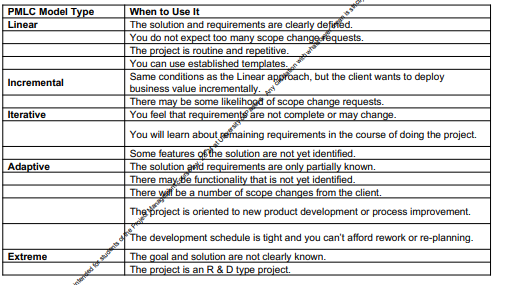 PMLC Model Type When to Use It
Linear The solution and requirements are clearly defined.
You do not expect too many scope change requests.
The project is routine and repetitive.
You can use established templates.
Incremental Same conditions as the Linear approach, but the client wants to deploy
business value incrementally.
There may be some likelihood of scope change requests.
Iterative You feel that requirements are not complete or may change.
You will learn about remaining requirements in the course of doing the project.
Some features of the solution are not yet identified.
Adaptive The solution and requirements are only partially known.
There may be functionality that is not yet identified.
There will be a number of scope changes from the client.
The project is oriented to new product development or process improvement.
The development schedule is tight and you can't afford rework or re-planning.
Extreme The goal and solution are not clearly known.
The project is an R & D type project.
intended for students of the Project Management at University of Any